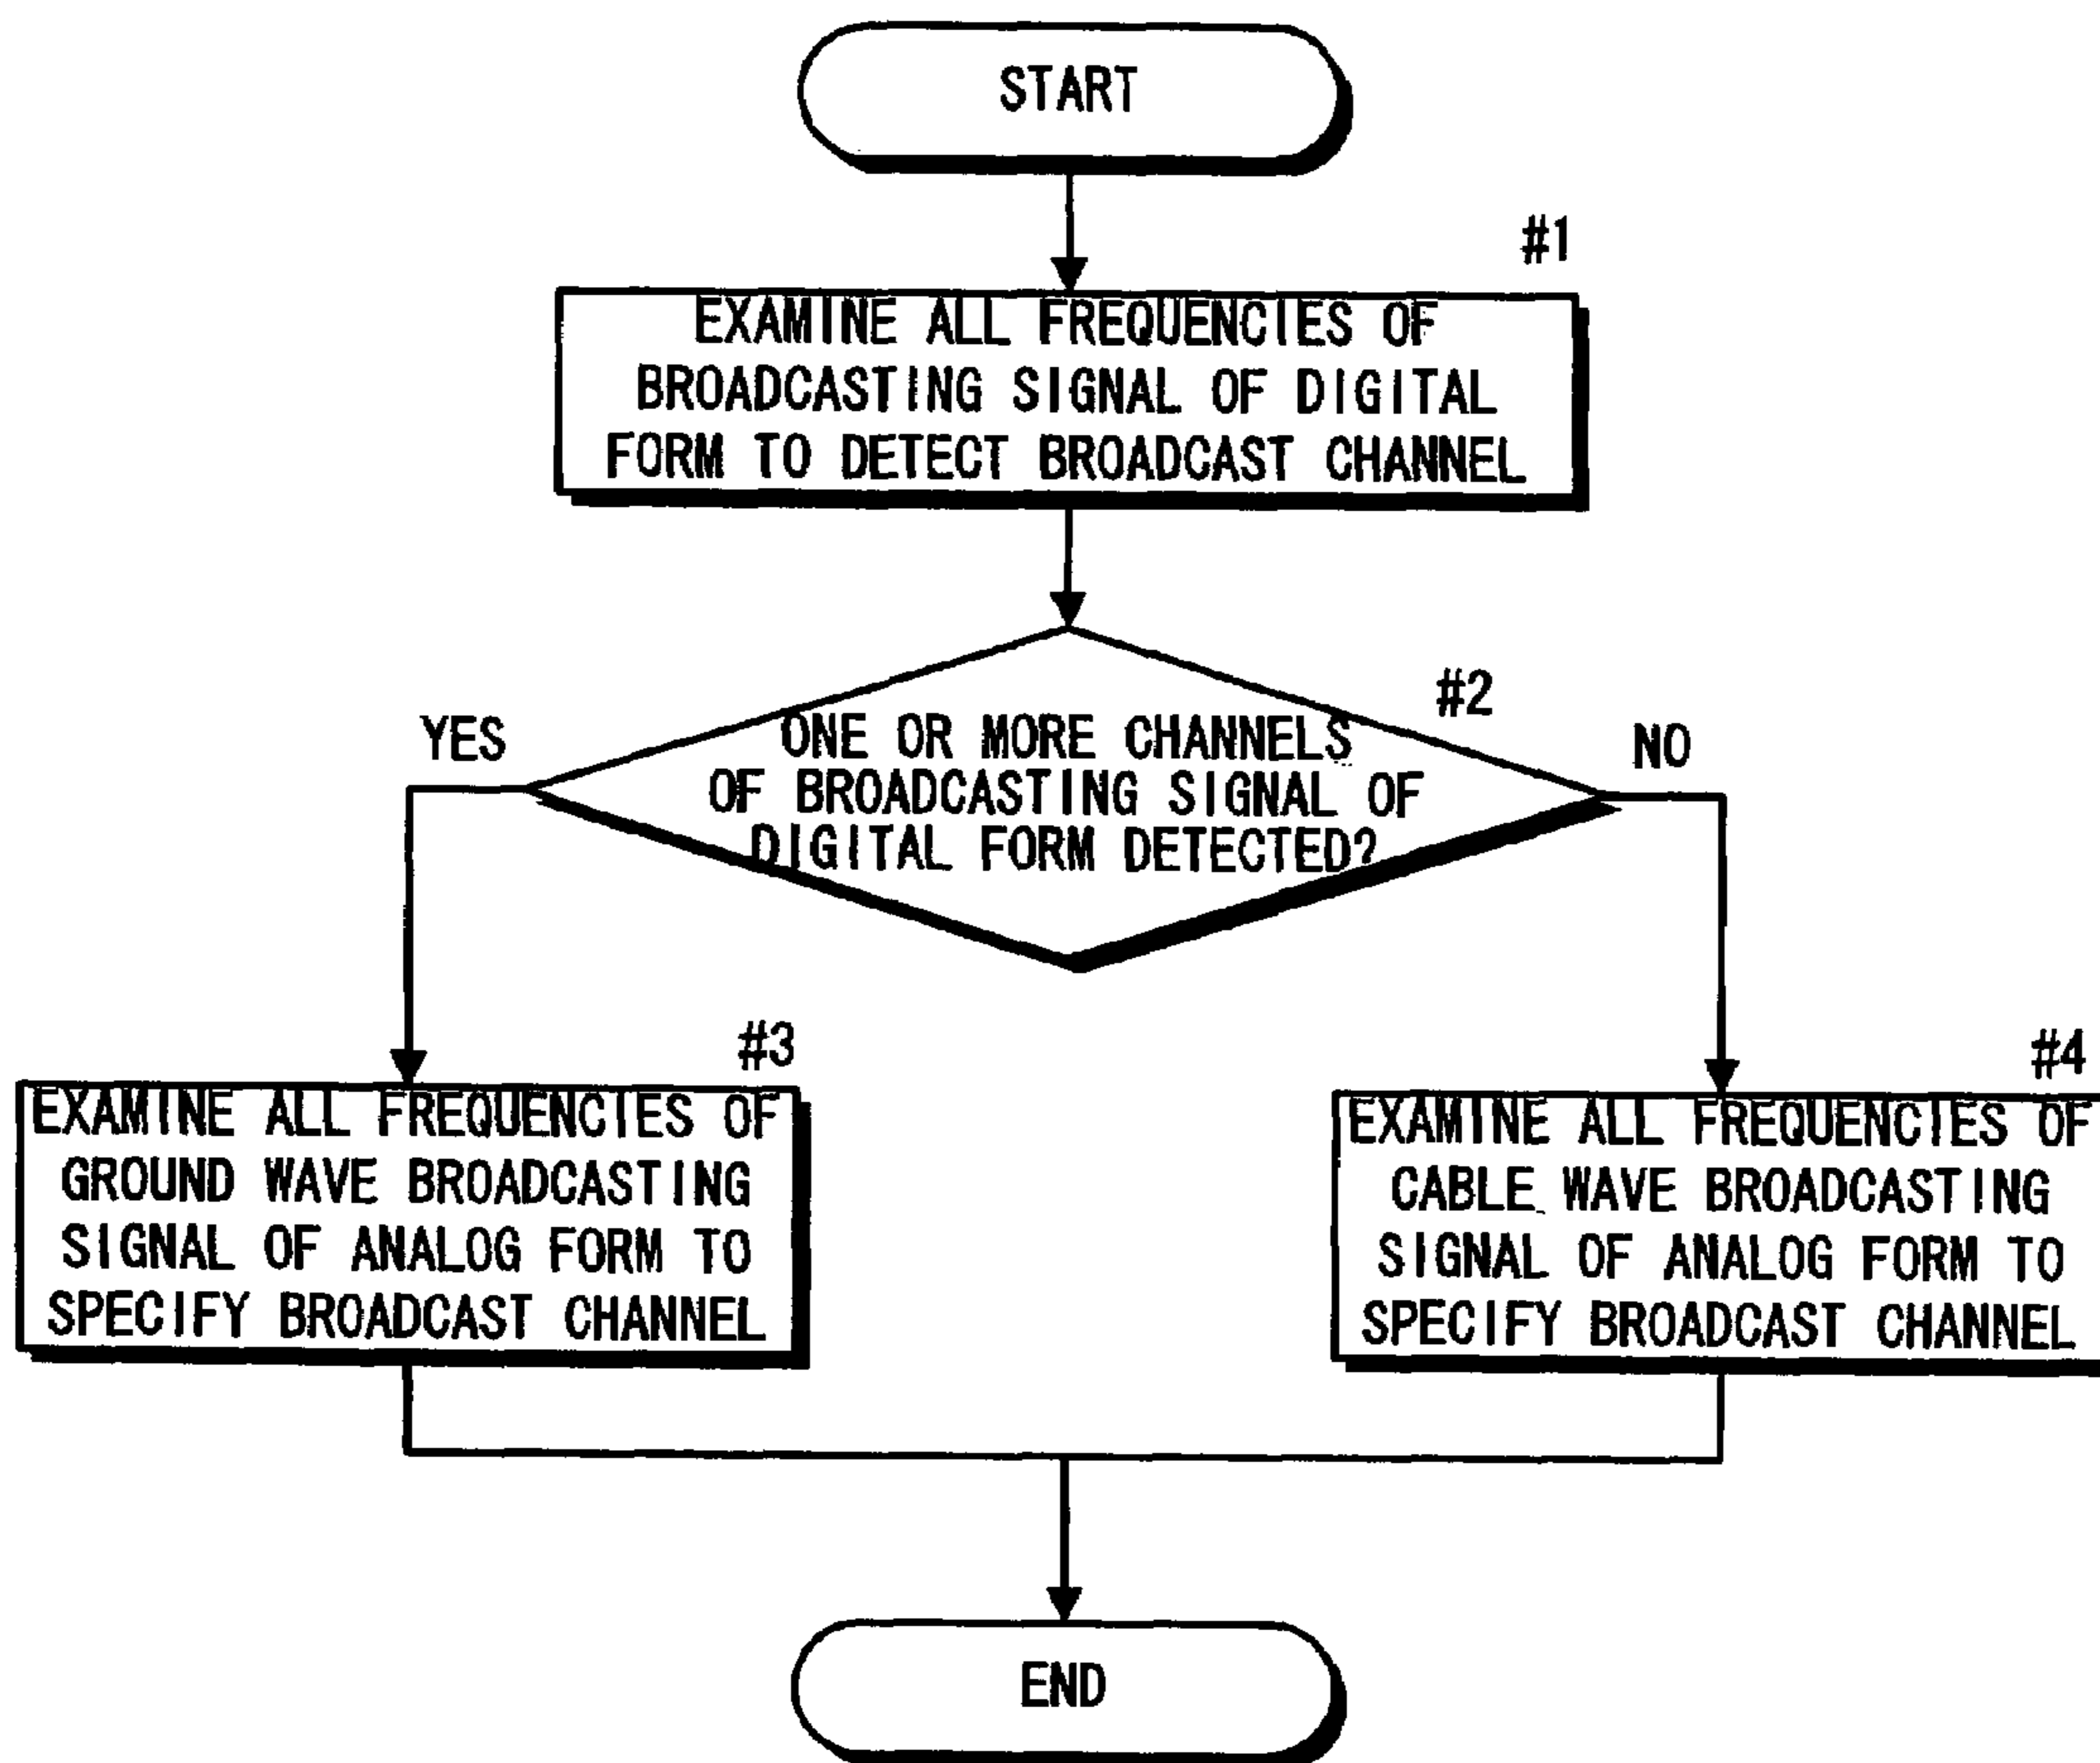 START
#1
EXAMINE ALL FREQUENCIES OF
BROADCASTING SIGNAL OF DIGITAL
FORM TO DETECT BROADCAST CHANNEL
#2
YES
ONE OR MORE CHANNELS
OF BROADCASTING SIGNAL OF
DIGITAL FORM DETECTED?
NO
#3
EXAMINE ALL FREQUENCIES OF
GROUND WAVE BROADCASTING
SIGNAL OF ANALOG FORM TO
SPECIFY BROADCAST CHANNEL
#4
EXAMINE ALL FREQUENCIES OF
CABLE WAVE BROADCASTING
SIGNAL OF ANALOG FORM TO
SPECIFY BROADCAST CHANNEL
END